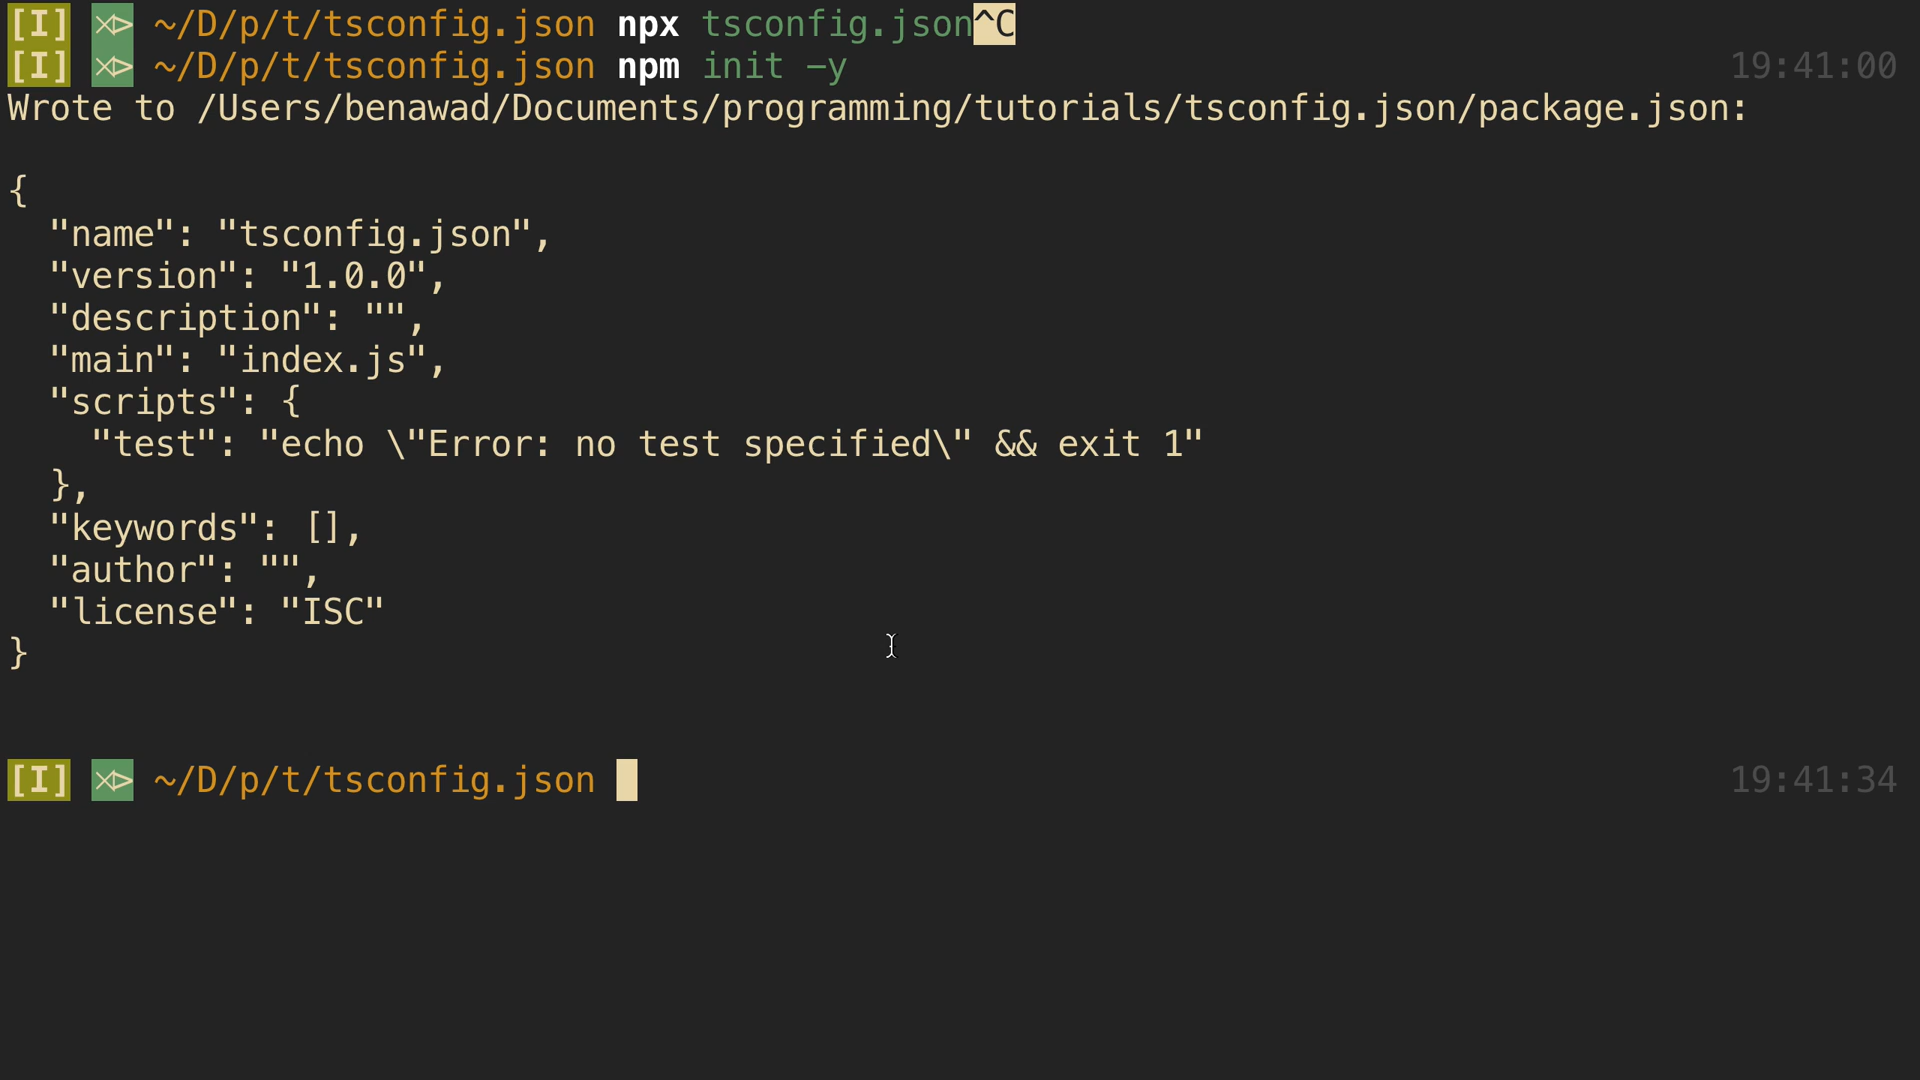 [I] ⋊> ~/D/p/t/tsconfig.json npx tsconfig.json^C
[I] ⋊> ~/D/p/t/tsconfig.json npm init -y 19:41:00
Wrote to /Users/benawad/Documents/programming/tutorials/tsconfig.json/package.json:
{
  "name": "tsconfig.json",
  "version": "1.0.0",
  "description": "",
  "main": "index.js",
  "scripts": {
    "test": "echo \"Error: no test specified\" && exit 1"
  },
  "keywords": [],
  "author": "",
  "license": "ISC"
}
[I] ⋊> ~/D/p/t/tsconfig.json 19:41:34